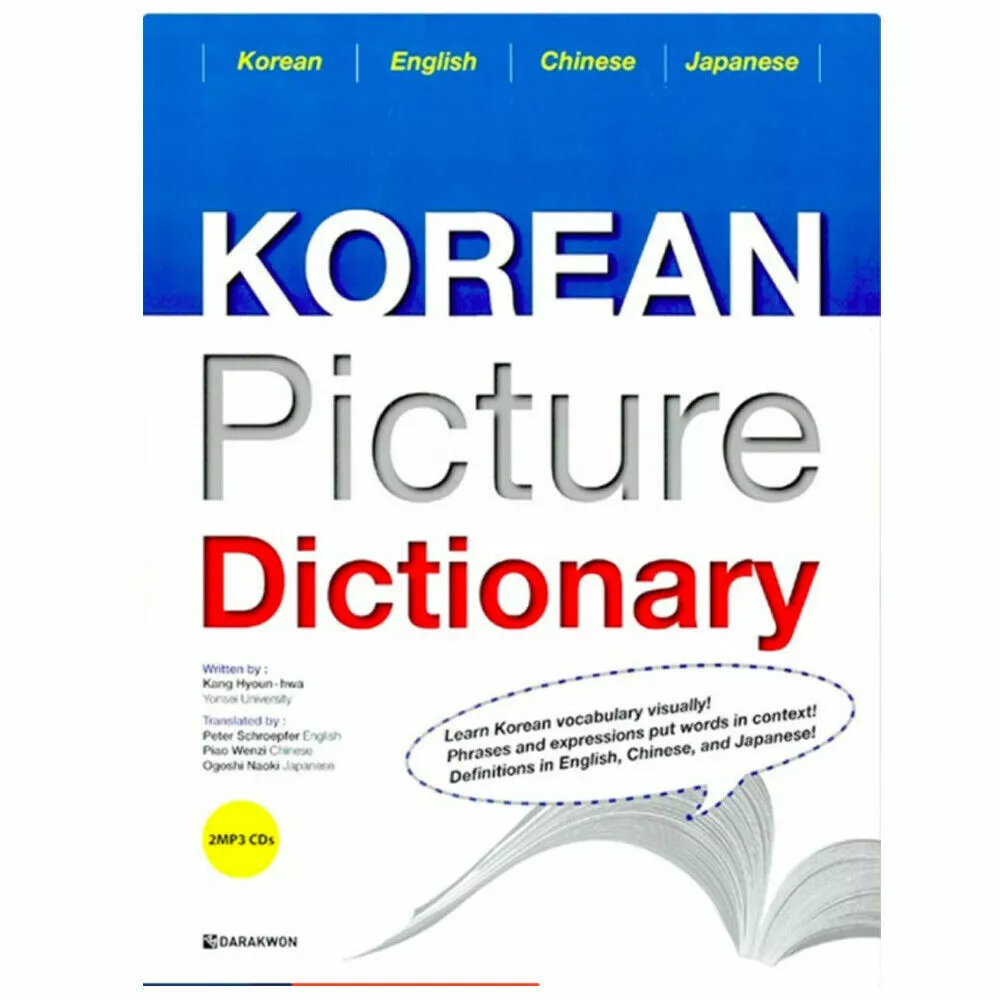 Korean English Chinese Japanese
KOREAN
Picture
Dictionary
Written by :
Kang Hyoun-hwa
Yonsei University
Translated by :
Peter Schroepfer English
Piao Wenzi Chinese
Ogoshi Naoki Japanese
Learn Korean vocabulary visually!
Phrases and expressions put words in context!
Definitions in English, Chinese, and Japanese!
2MP3 CDs
DARAKWON